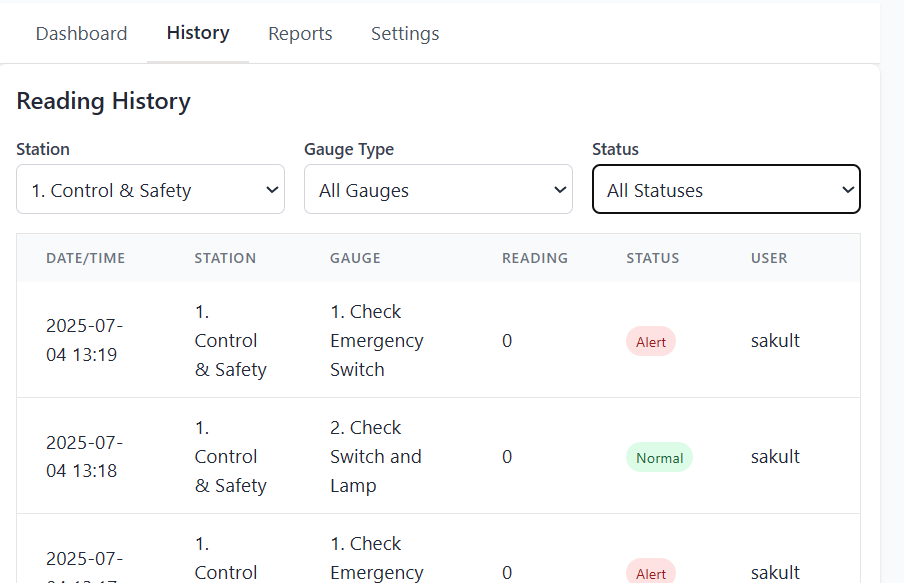 Dashboard History Reports Settings
Reading History
Station Gauge Type Status
1. Control & Safety All Gauges All Statuses
DATE/TIME STATION GAUGE READING STATUS USER
2025-07-
04 13:19
1.
Control
& Safety
1. Check
Emergency
Switch
0
Alert
sakult
2025-07-
04 13:18
1.
Control
& Safety
2. Check
Switch and
Lamp
0
Normal
sakult
2025-07-
1.
Control
1. Check
Emergency
0
Alert
sakult